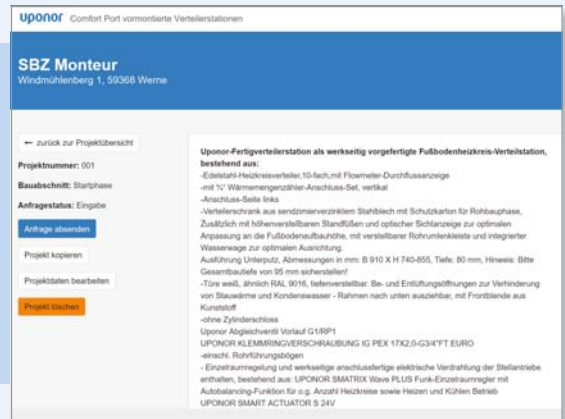 uponor Comfort Port vormontierte Verteilerstationen
SBZ Monteur
Windmühlenberg 1, 59368 Werne
← zurück zur Projektübersicht
Projektnummer: 001
Bauabschnitt: Startphase
Anfragestatus: Eingabe
Anfrage absenden
Projekt kopieren
Projektdaten bearbeiten
Projekt löschen
Uponor-Fertigverteilerstation als werkseitig vorgefertigte Fußbodenheizkreis-Verteilstation,
bestehend aus:
-Edelstahl-Heizkreisverteiler,10-fach,mit Flowmeter-Durchflussanzeige
-mit ¾" Wärmemengenzähler-Anschluss-Set, vertikal
-Anschluss-Seite links
-Verteilerschrank aus sendzimierverzinktem Stahlblech mit Schutzkarton für Rohbauphase,
Zusätzlich mit höhenverstellbaren Standfüßen und optischer Sichtanzeige zur optimalen
Anpassung an die Fußbodenaufbauhöhe, mit verstellbarer Rohrumlenkleiste und integrierter
Wasserwage zur optimalen Ausrichtung.
Ausführung Unterputz, Abmessungen in mm: B 910 X H 740-855, Tiefe: 80 mm, Hinweis: Bitte
Gesamtbautiefe von 95 mm sicherstellen!
-Türe weiß, ähnlich RAL 9016, tiefenverstellbar. Be- und Entlüftungsöffnungen zur Verhinderung
von Stauwärme und Kondenswasser - Rahmen nach unten ausziehbar, mit Frontblende aus
Kunststoff
-ohne Zylinderschloss
Uponor Abgleichventil Vorlauf G1/RP1
UPONOR KLEMMRINGVERSCHRAUBUNG IG PEX 17X2,0-G3/4"FT EURO
-einschl. Rohrführungsbögen
- Einzelraumregelung und werkseitige anschlussfertige elektrische Verdrahtung der Stellantriebe
enthalten, bestehend aus: UPONOR SMATRIX Wave PLUS Funk-Einzelraumregler mit
Autobalancing-Funktion für o.g. Anzahl Heizkreise sowie Heizen und Kühlen Betrieb
UPONOR SMART ACTUATOR S 24V